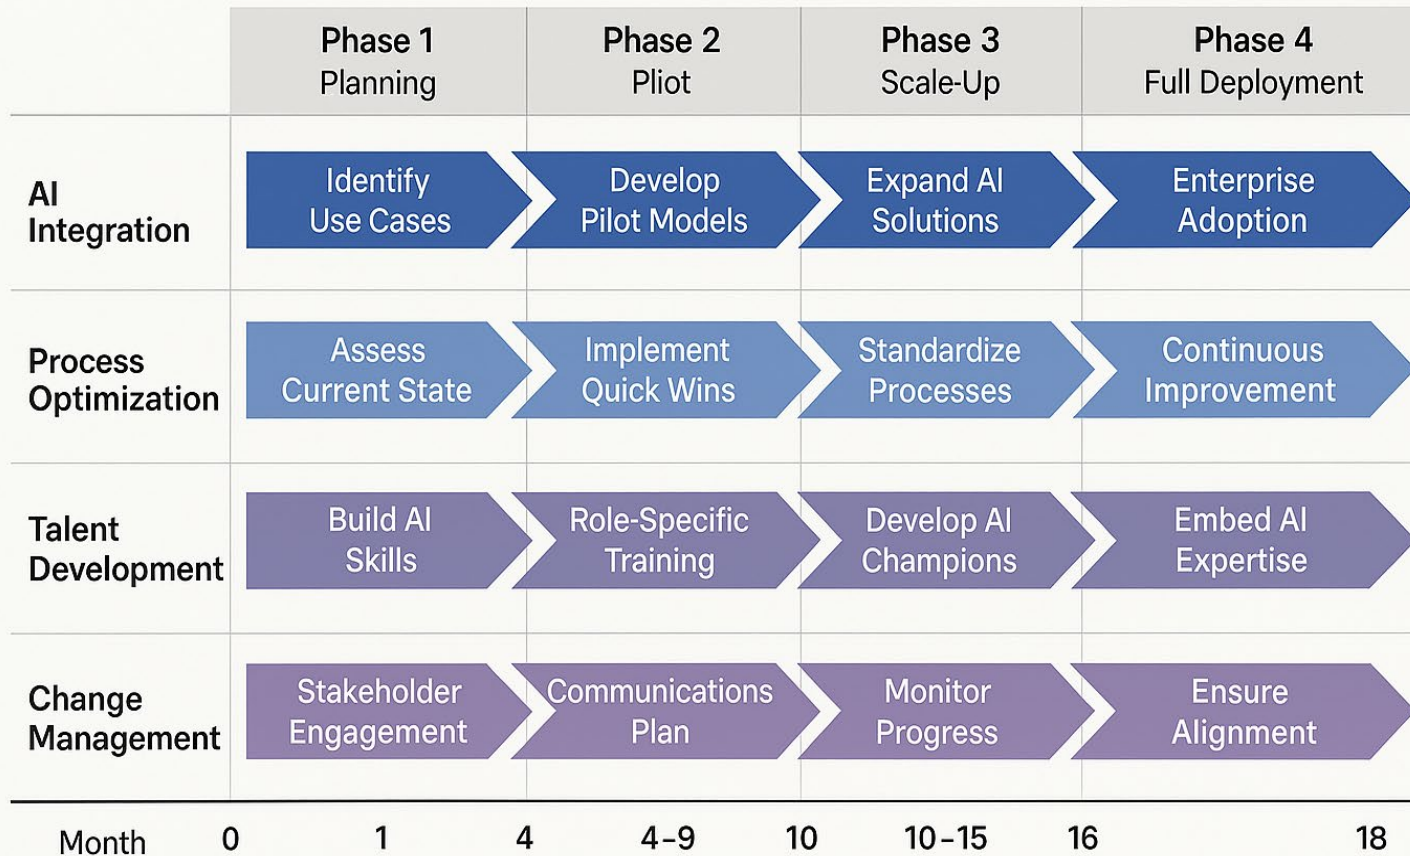 Phase 1
Planning
Phase 2
Pliot
Phase 3
Scale-Up
Phase 4
Full Deployment
AI
Integration
Identify
Use Cases
Develop
Pilot Models
Expand AI
Solutions
Enterprise
Adoption
Process
Optimization
Assess
Current State
Implement
Quick Wins
Standardize
Processes
Continuous
Improvement
Talent
Development
Build AI
Skills
Role-Specific
Training
Develop AI
Champions
Embed AI
Expertise
Change
Management
Stakeholder
Engagement
Communications
Plan
Monitor
Progress
Ensure
Alignment
Month 0 1 4 4–9 10 10–15 16 18